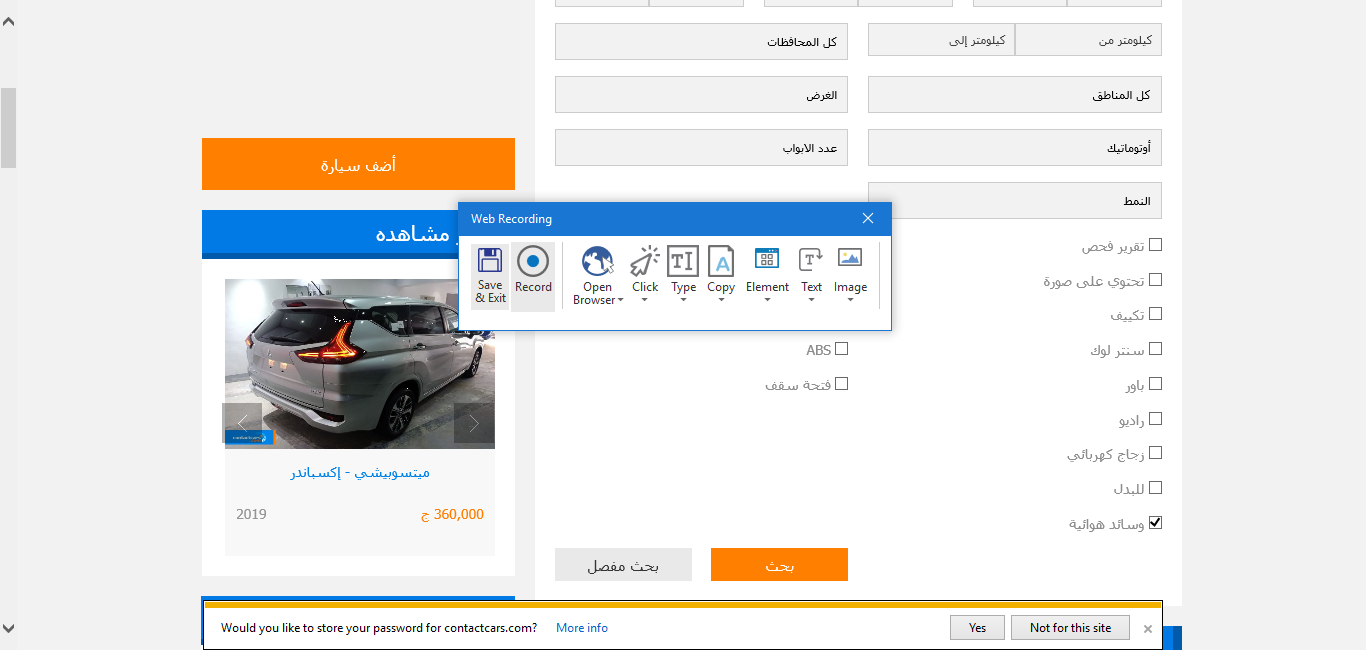 كيلومتر من
كيلومتر إلى
كل المحافظات
كل المناطق
الغرض
أوتوماتيك
عدد الابواب
النمط
أضف سيارة
مشاهده
Web Recording
Save & Exit
Record
Open Browser
Click
Type
Copy
Element
Text
Image
تقرير فحص
تحتوي على صورة
تكييف
سنتر لوك
ABS
باور
فتحة سقف
راديو
زجاج كهربائي
للبدل
وسائد هوائية
ميتسوبيشي - إكسباندر
360,000 ج
2019
بحث
بحث مفصل
Would you like to store your password for contactcars.com?
More info
Yes
Not for this site